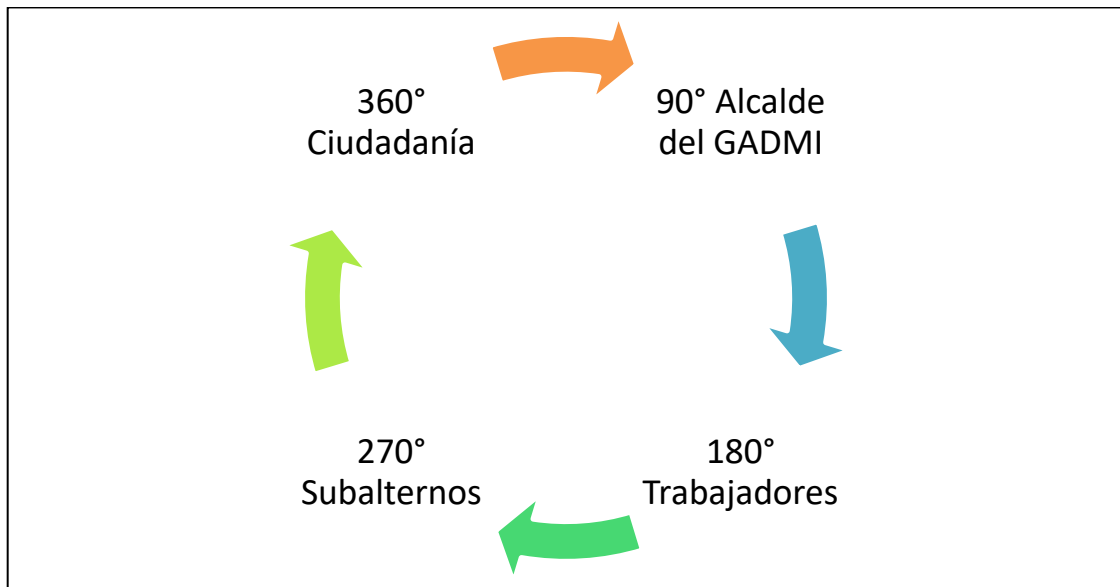 360°
Ciudadanía
90° Alcalde
del GADMI
270°
Subalternos
180°
Trabajadores